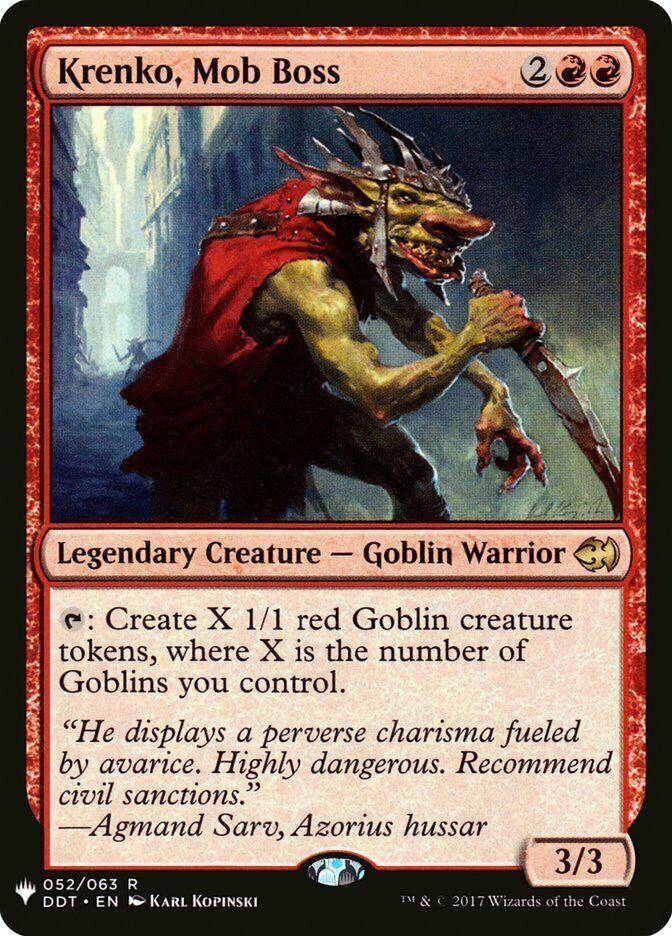 Krenko, Mob Boss 2
Legendary Creature — Goblin Warrior
: Create X 1/1 red Goblin creature
tokens, where X is the number of
Goblins you control.
“He displays a perverse charisma fueled
by avarice. Highly dangerous. Recommend
civil sanctions.”
—Agmand Sarv, Azorius hussar
3/3
052/063 R
DDT • EN Karl Kopinski
™ & © 2017 Wizards of the Coast